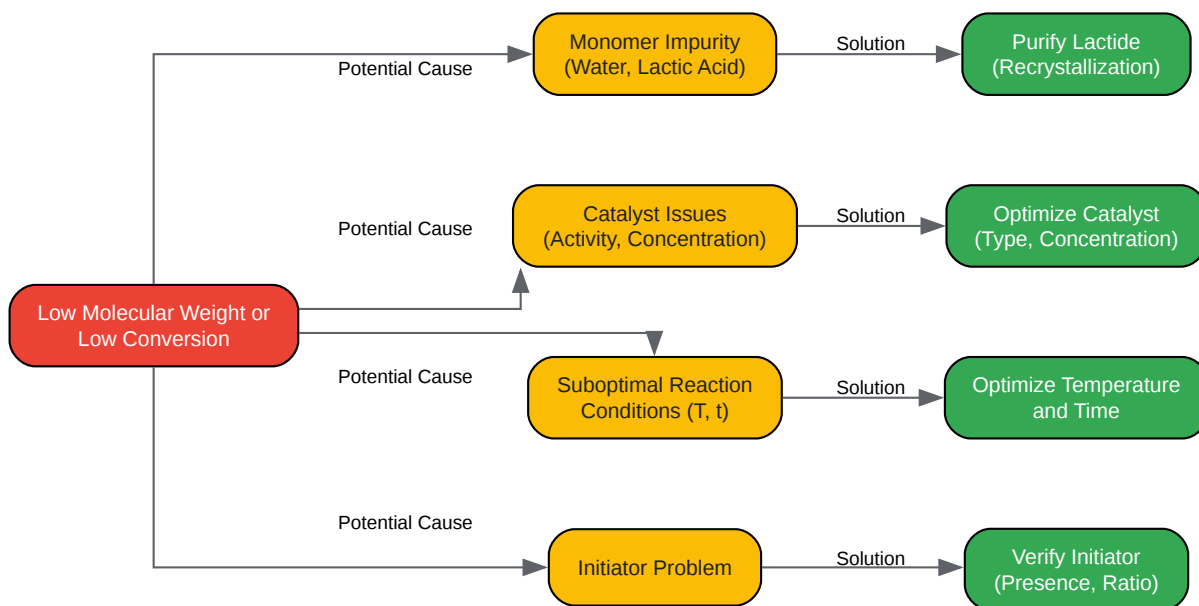 Monomer Impurity
(Water, Lactic Acid)
Solution
Purify Lactide
(Recrystallization)
Potential Cause
Catalyst Issues
(Activity, Concentration)
Solution
Optimize Catalyst
(Type, Concentration)
Potential Cause
Low Molecular Weight or
Low Conversion
Potential Cause
Suboptimal Reaction
Conditions (T, t)
Solution
Optimize Temperature
and Time
Potential Cause
Initiator Problem
Solution
Verify Initiator
(Presence, Ratio)